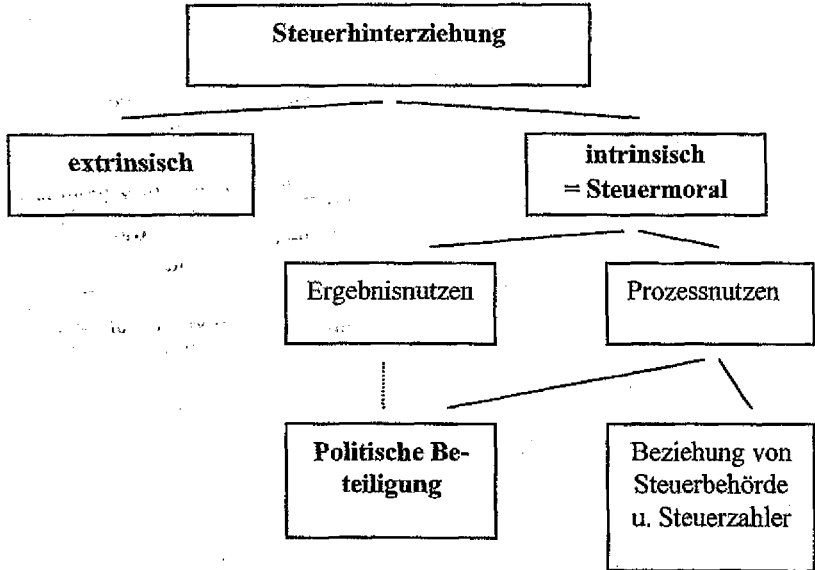 Steuerhinterziehung
extrinsisch
intrinsisch
= Steuermoral
Ergebnisnutzen
Prozessnutzen
Politische Be-
teiligung
Beziehung von
Steuerbehörde
u. Steuerzahler